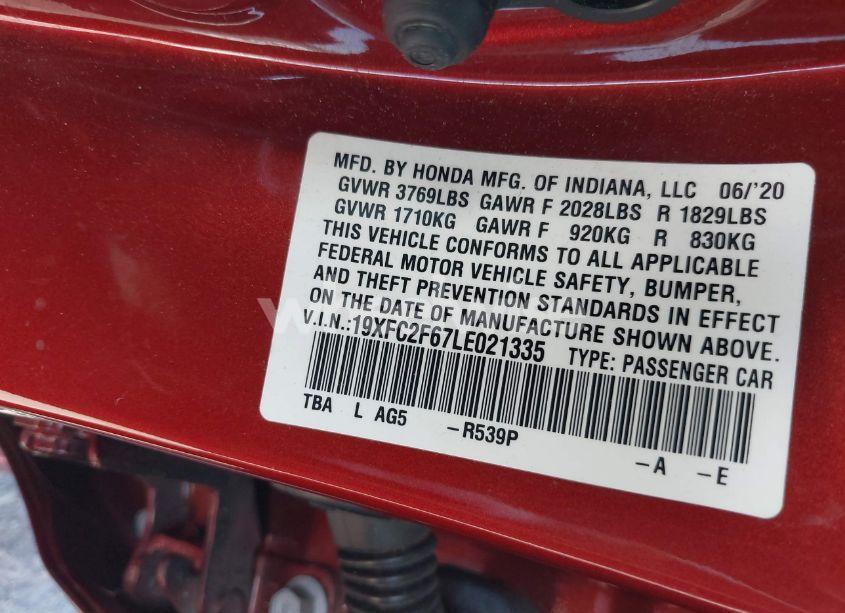 MFD. BY HONDA MFG. OF INDIANA, LLC 06/'20
GVWR 3769LBS GAWR F 2028LBS R 1829LBS
GVWR 1710KG GAWR F 920KG R 830KG
THIS VEHICLE CONFORMS TO ALL APPLICABLE
FEDERAL MOTOR VEHICLE SAFETY, BUMPER,
AND THEFT PREVENTION STANDARDS IN EFFECT
ON THE DATE OF MANUFACTURE SHOWN ABOVE.
V.I.N.:19XFC2F67LE021335 TYPE: PASSENGER CAR
TBA L AG5 -R539P -A -E